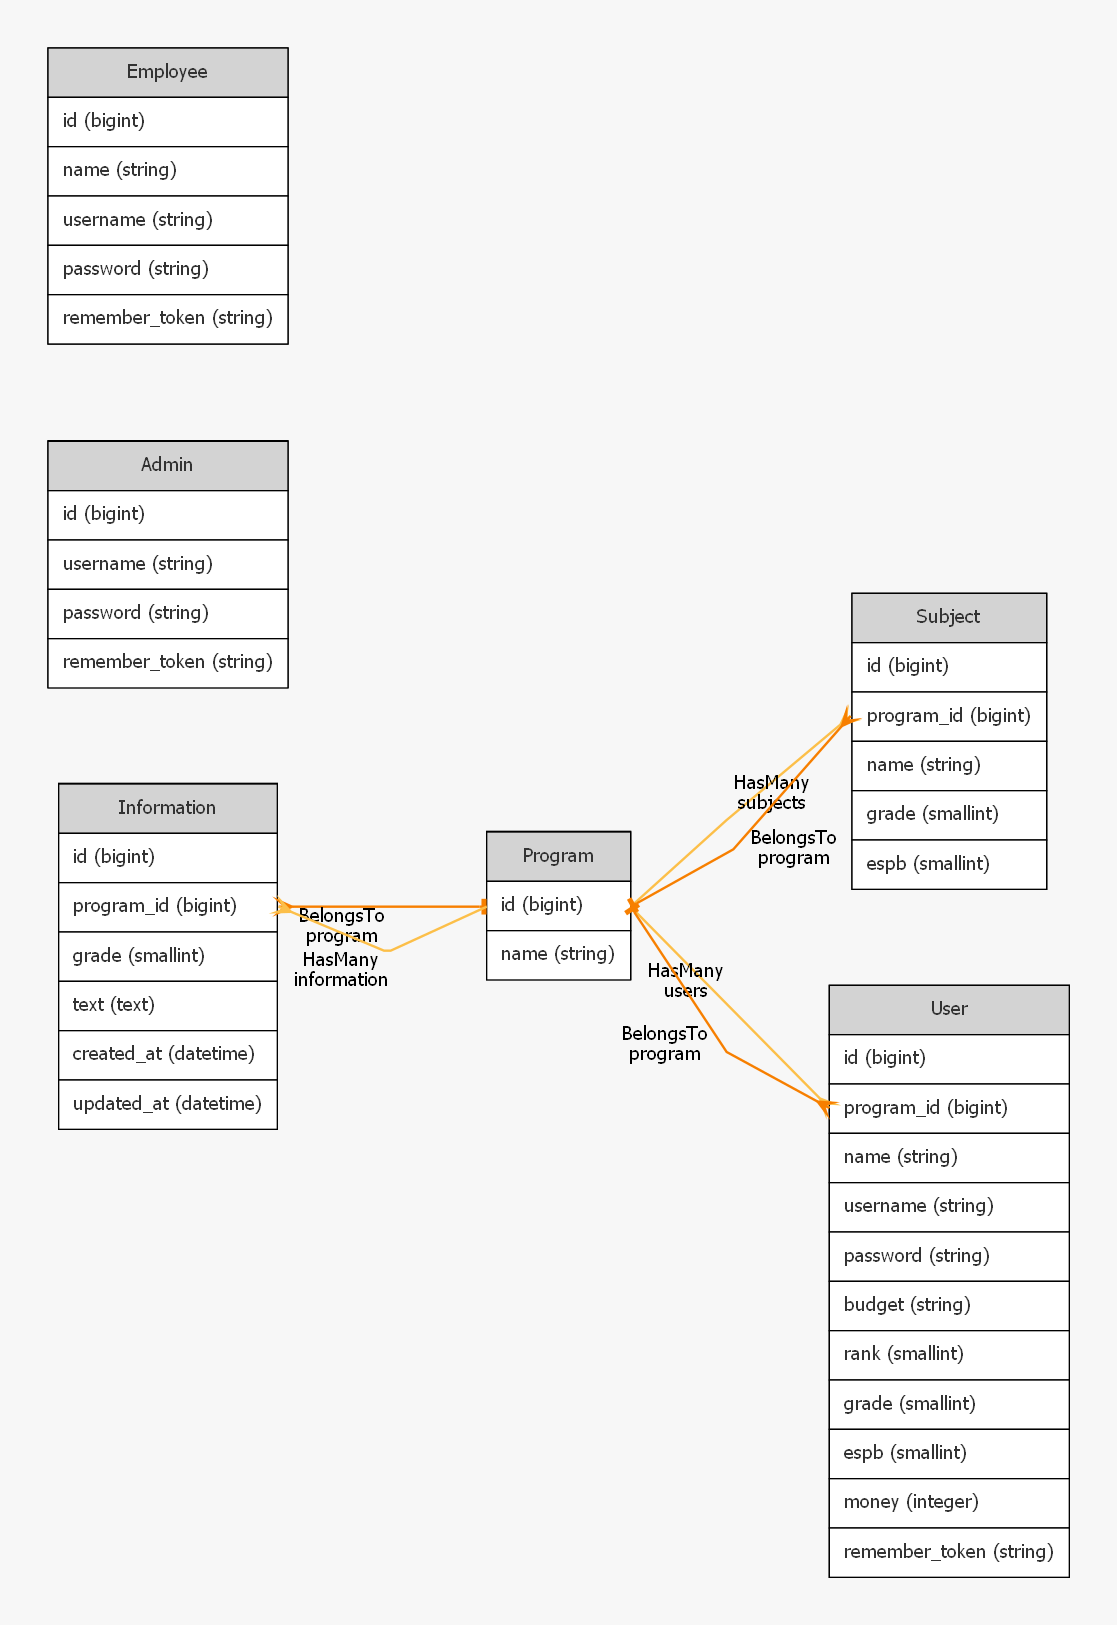 Employee
id (bigint)
name (string)
username (string)
password (string)
remember_token (string)
Admin
id (bigint)
username (string)
password (string)
remember_token (string)
Information
id (bigint)
program_id (bigint)
grade (smallint)
text (text)
created_at (datetime)
updated_at (datetime)
BelongsTo
program
HasMany
information
Program
id (bigint)
name (string)
HasMany
subjects
BelongsTo
program
HasMany
users
BelongsTo
program
Subject
id (bigint)
program_id (bigint)
name (string)
grade (smallint)
espb (smallint)
User
id (bigint)
program_id (bigint)
name (string)
username (string)
password (string)
budget (string)
rank (smallint)
grade (smallint)
espb (smallint)
money (integer)
remember_token (string)